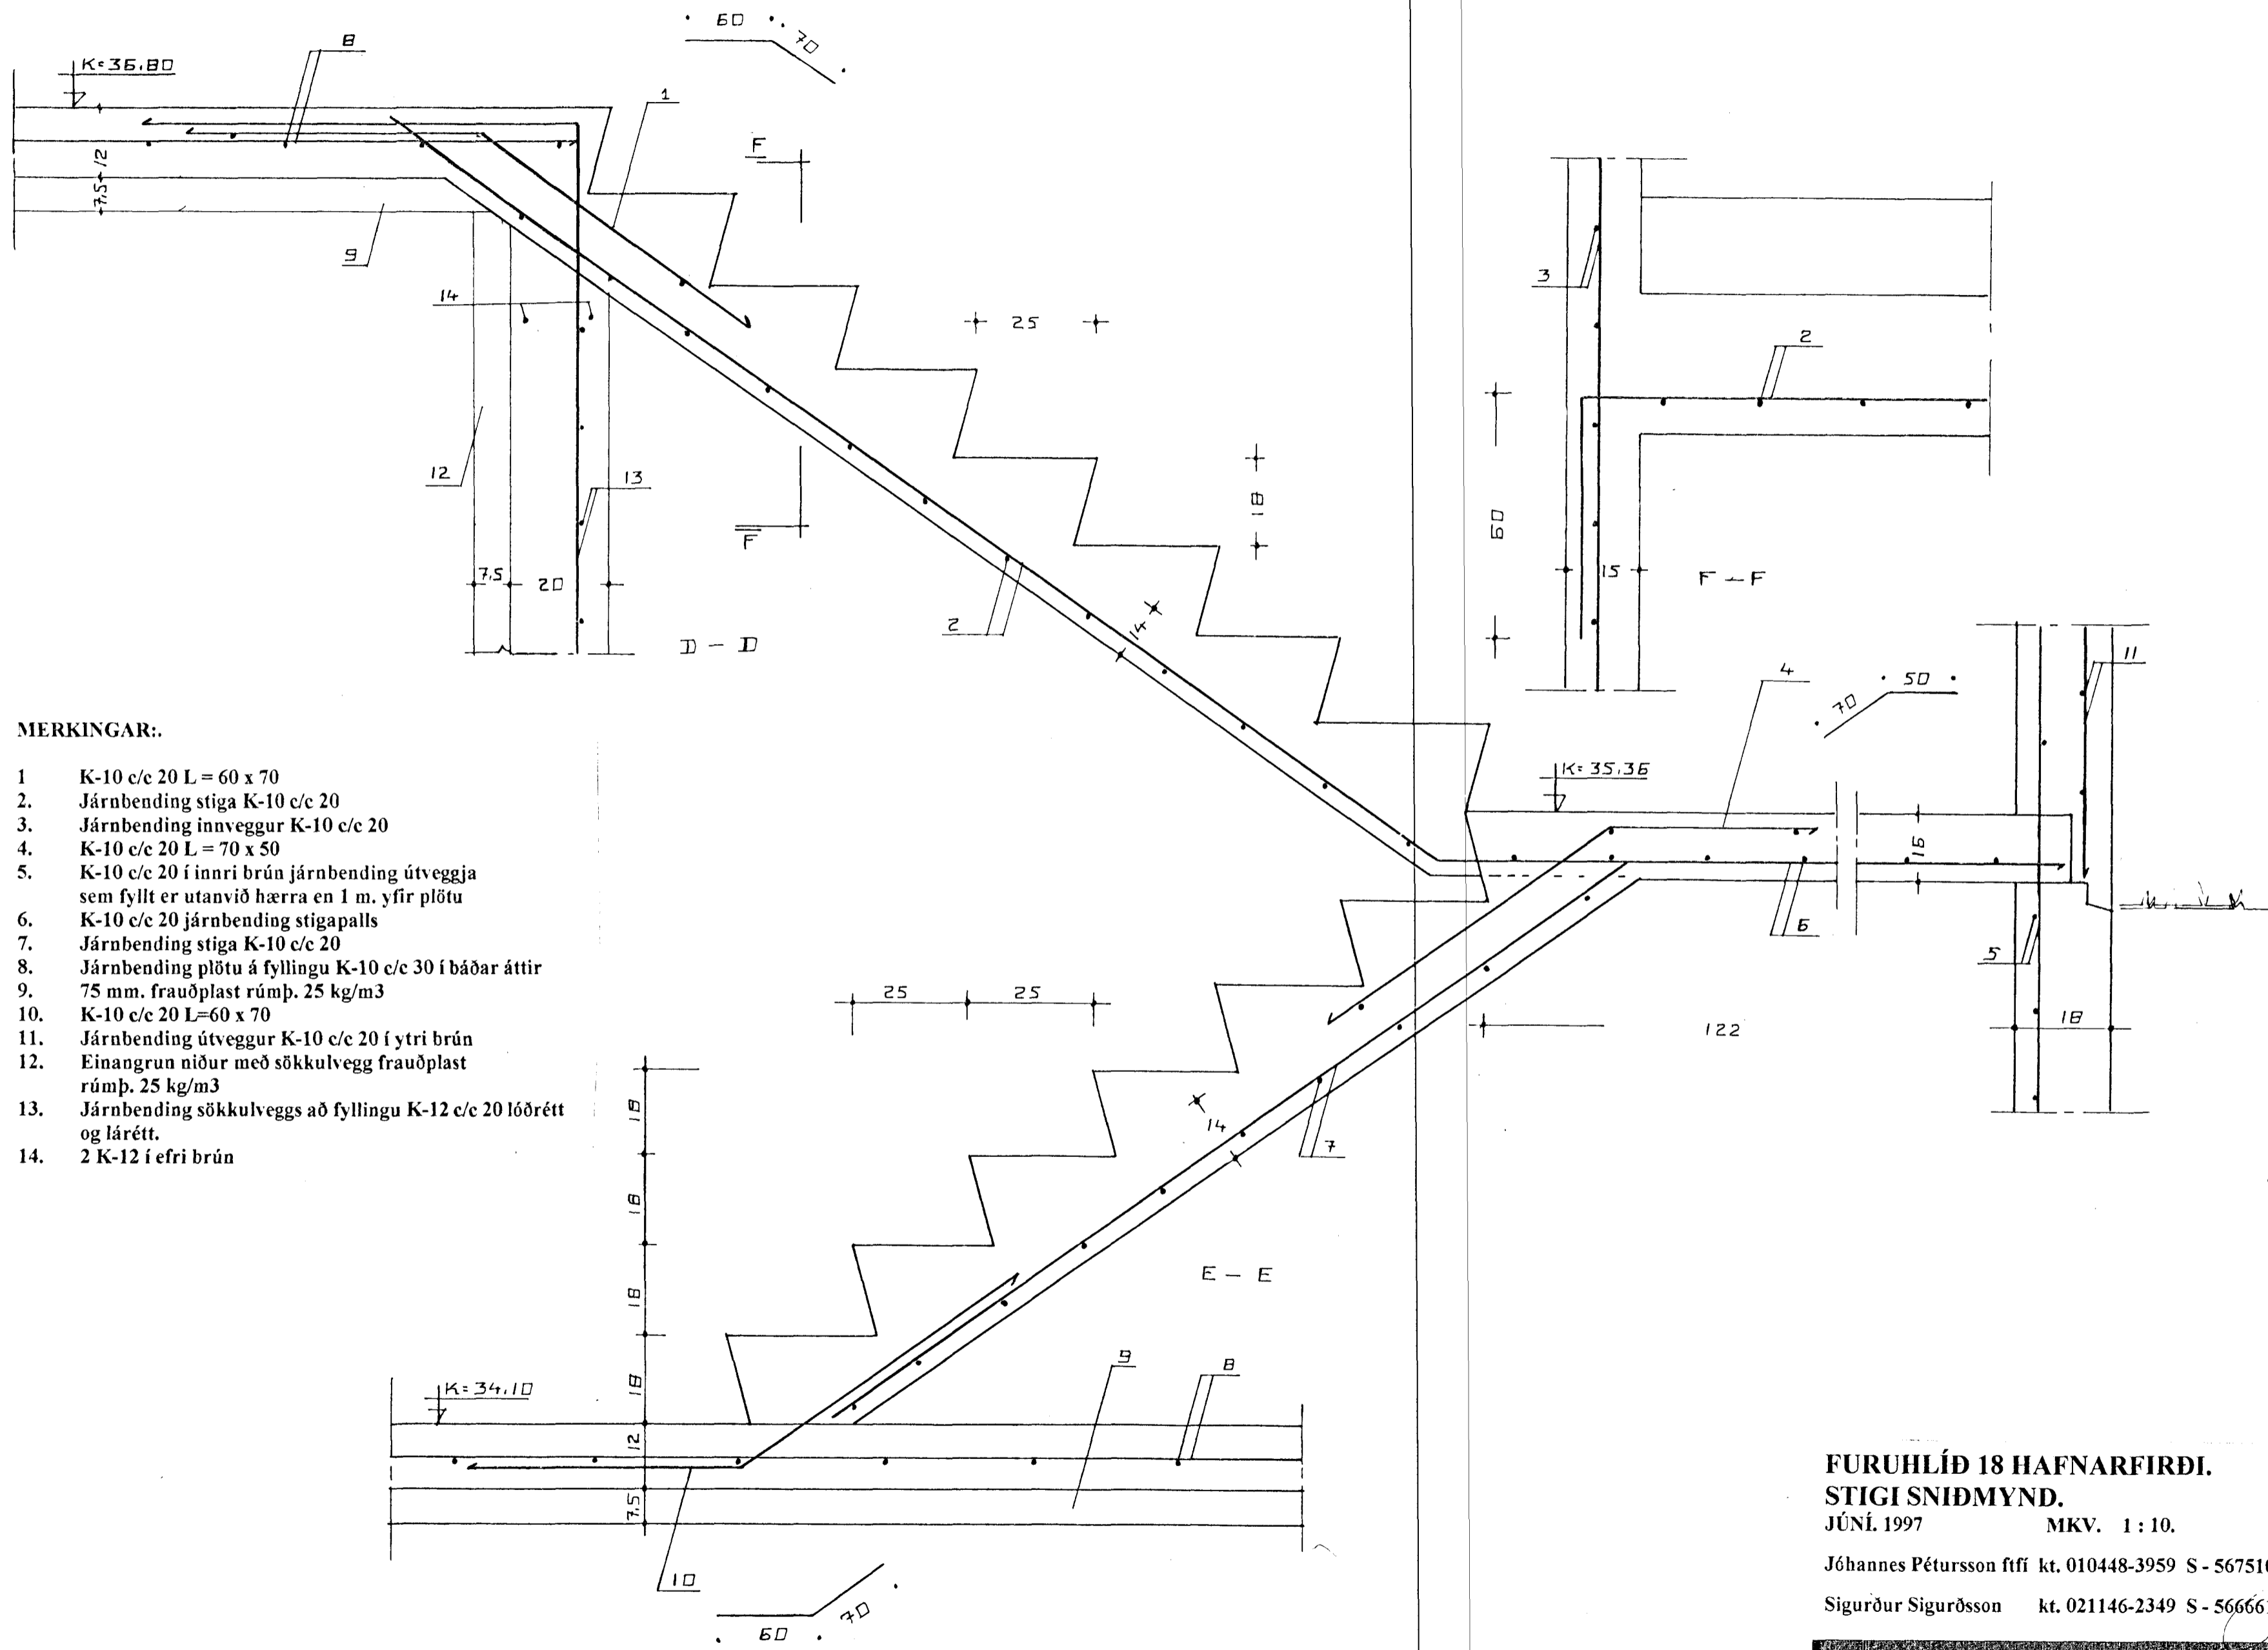 60
70
8
K=36.80
1
F
12
7,5
9
14
3
2
25
12
13
18
F
60
7,5
20
15
F — F
D — D
2
14
4
50
70
11
MERKINGAR:.
1 K-10 c/c 20 L = 60 x 70
2. Járnbending stiga K-10 c/c 20
3. Járnbending innveggur K-10 c/c 20
4. K-10 c/c 20 L = 70 x 50
5. K-10 c/c 20 í innri brún járnbending útveggja
sem fyllt er utanvið hærra en 1 m. yfir plötu
6. K-10 c/c 20 járnbending stigapalls
7. Járnbending stiga K-10 c/c 20
8. Járnbending plötu á fyllingu K-10 c/c 30 í báðar áttir
9. 75 mm. frauðplast rúmþ. 25 kg/m3
10. K-10 c/c 20 L=60 x 70
11. Járnbending útveggur K-10 c/c 20 í ytri brún
12. Einangrun niður með sökkulvegg frauðplast
rúmþ. 25 kg/m3
13. Járnbending sökkulveggs að fyllingu K-12 c/c 20 lóðrétt
og lárétt.
14. 2 K-12 í efri brún
K=35.36
16
6
5
25
25
122
18
18
14
7
18
18
E — E
9
8
K=34.10
18
12
7,5
10
60
70
FURUHLÍÐ 18 HAFNARFIRÐI.
STIGI SNIÐMYND.
JÚNÍ. 1997 MKV. 1 : 10.
Jóhannes Pétursson ftfí kt. 010448-3959 S - 567510
Sigurður Sigurðsson kt. 021146-2349 S - 56666